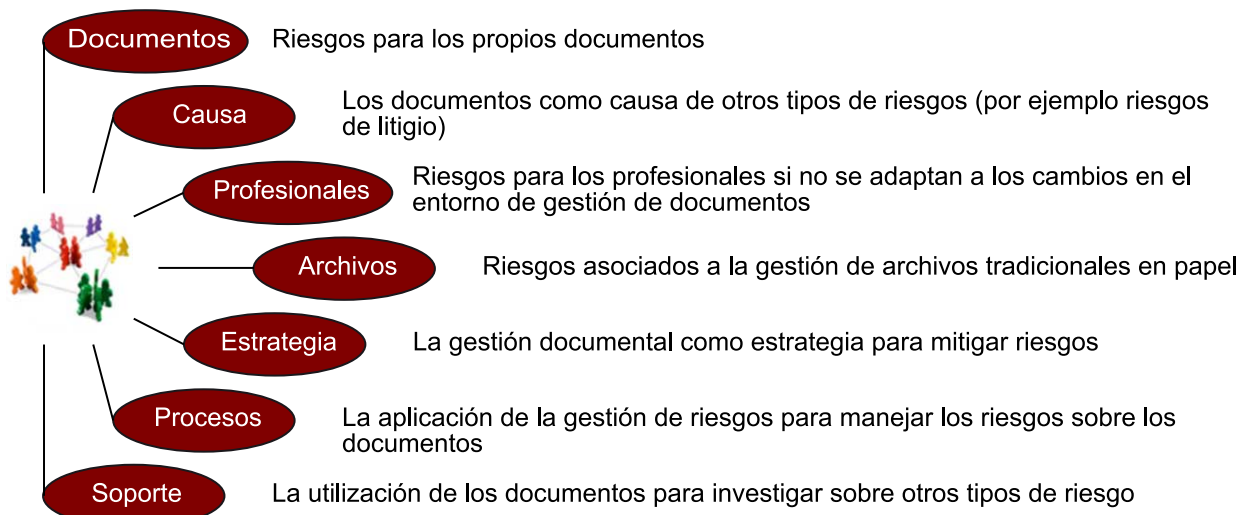 Documentos
Riesgos para los propios documentos
Causa
Los documentos como causa de otros tipos de riesgos (por ejemplo riesgos
de litigio)
Profesionales
Riesgos para los profesionales si no se adaptan a los cambios en el
entorno de gestión de documentos
Archivos
Riesgos asociados a la gestión de archivos tradicionales en papel
Estrategia
La gestión documental como estrategia para mitigar riesgos
Procesos
La aplicación de la gestión de riesgos para manejar los riesgos sobre los
documentos
Soporte
La utilización de los documentos para investigar sobre otros tipos de riesgo